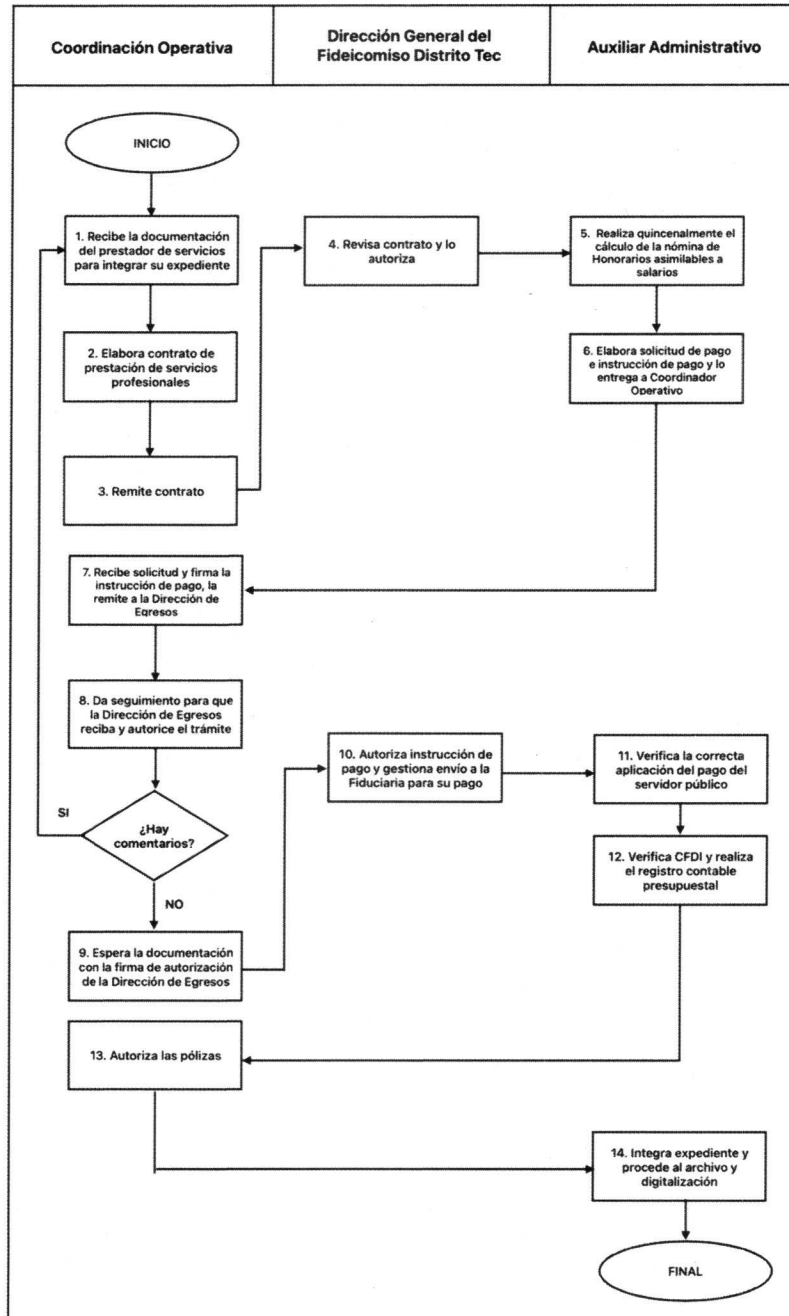 Coordinación Operativa
Dirección General del
Fideicomiso Distrito Tec
Auxiliar Administrativo
INICIO
1. Recibe la documentación
del prestador de servicios
para integrar su expediente
2. Elabora contrato de
prestación de servicios
profesionales
3. Remite contrato
4. Revisa contrato y lo
autoriza
5. Realiza quincenalmente el
cálculo de la nómina de
Honorarios asimilables a
salarios
6. Elabora solicitud de pago
e instrucción de pago y lo
entrega a Coordinador
Operativo
7. Recibe solicitud y firma la
instrucción de pago, la
remite a la Dirección de
Egresos
8. Da seguimiento para que
la Dirección de Egresos
reciba y autorice el trámite
SI
¿Hay
comentarios?
NO
9. Espera la documentación
con la firma de autorización
de la Dirección de Egresos
10. Autoriza instrucción de
pago y gestiona envío a la
Fiduciaria para su pago
11. Verifica la correcta
aplicación del pago del
servidor público
12. Verifica CFDI y realiza
el registro contable
presupuestal
13. Autoriza las pólizas
14. Integra expediente y
procede al archivo y
digitalización
FINAL